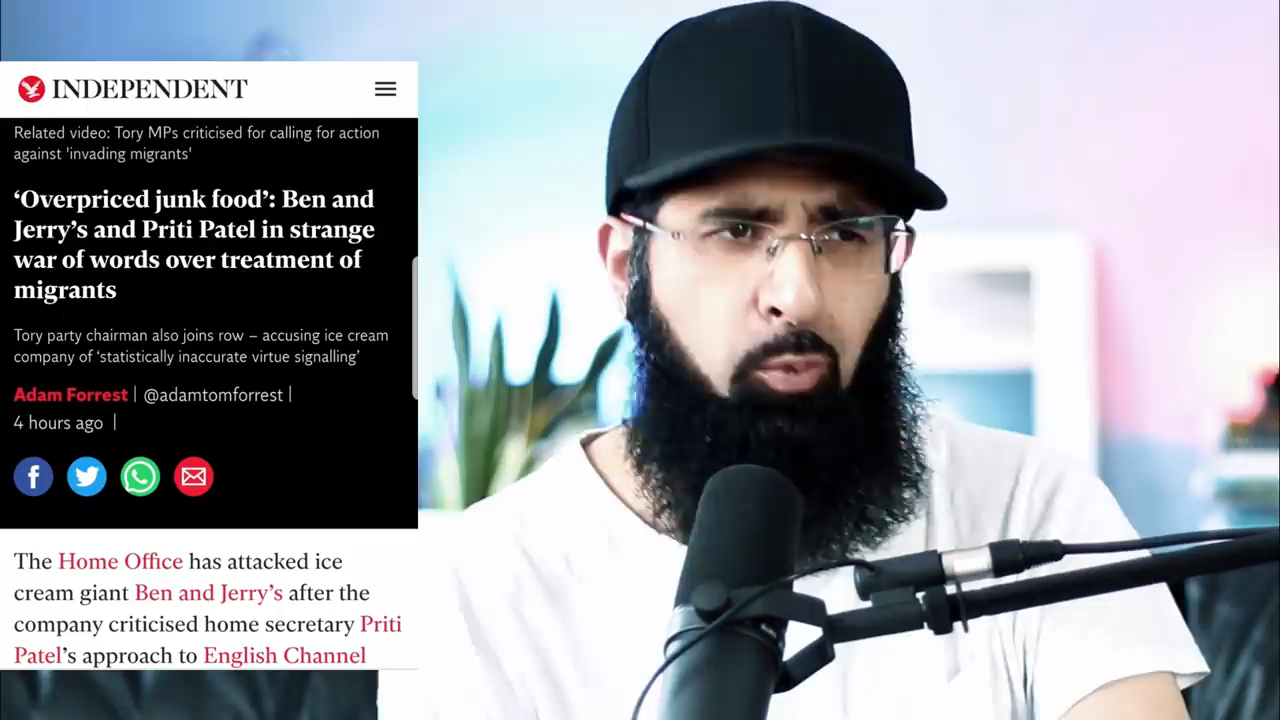 INDEPENDENT
Related video: Tory MPs criticised for calling for action
against 'invading migrants'
‘Overpriced junk food’: Ben and
Jerry’s and Priti Patel in strange
war of words over treatment of
migrants
Tory party chairman also joins row – accusing ice cream
company of ‘statistically inaccurate virtue signalling’
Adam Forrest | @adamtomforrest |
4 hours ago |
The Home Office has attacked ice
cream giant Ben and Jerry’s after the
company criticised home secretary Priti
Patel’s approach to English Channel